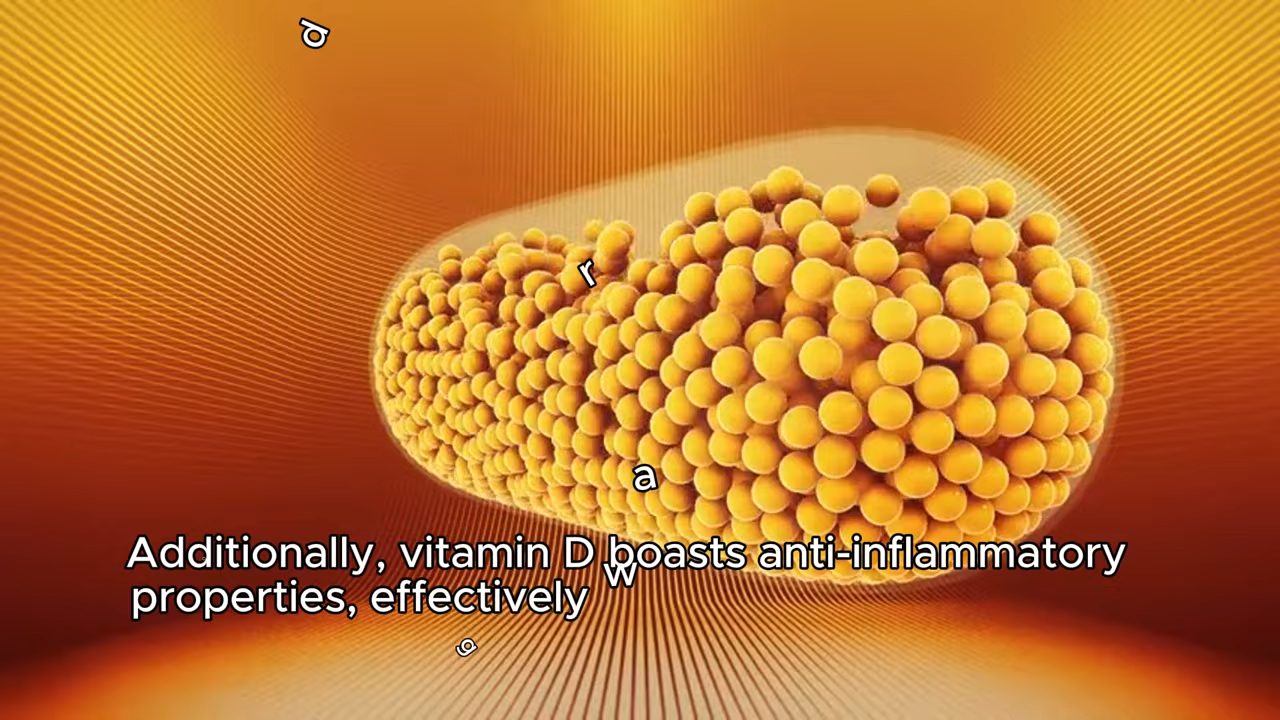 Additionally, vitamin D boasts anti-inflammatory
properties, effectively w
a
r
d
g